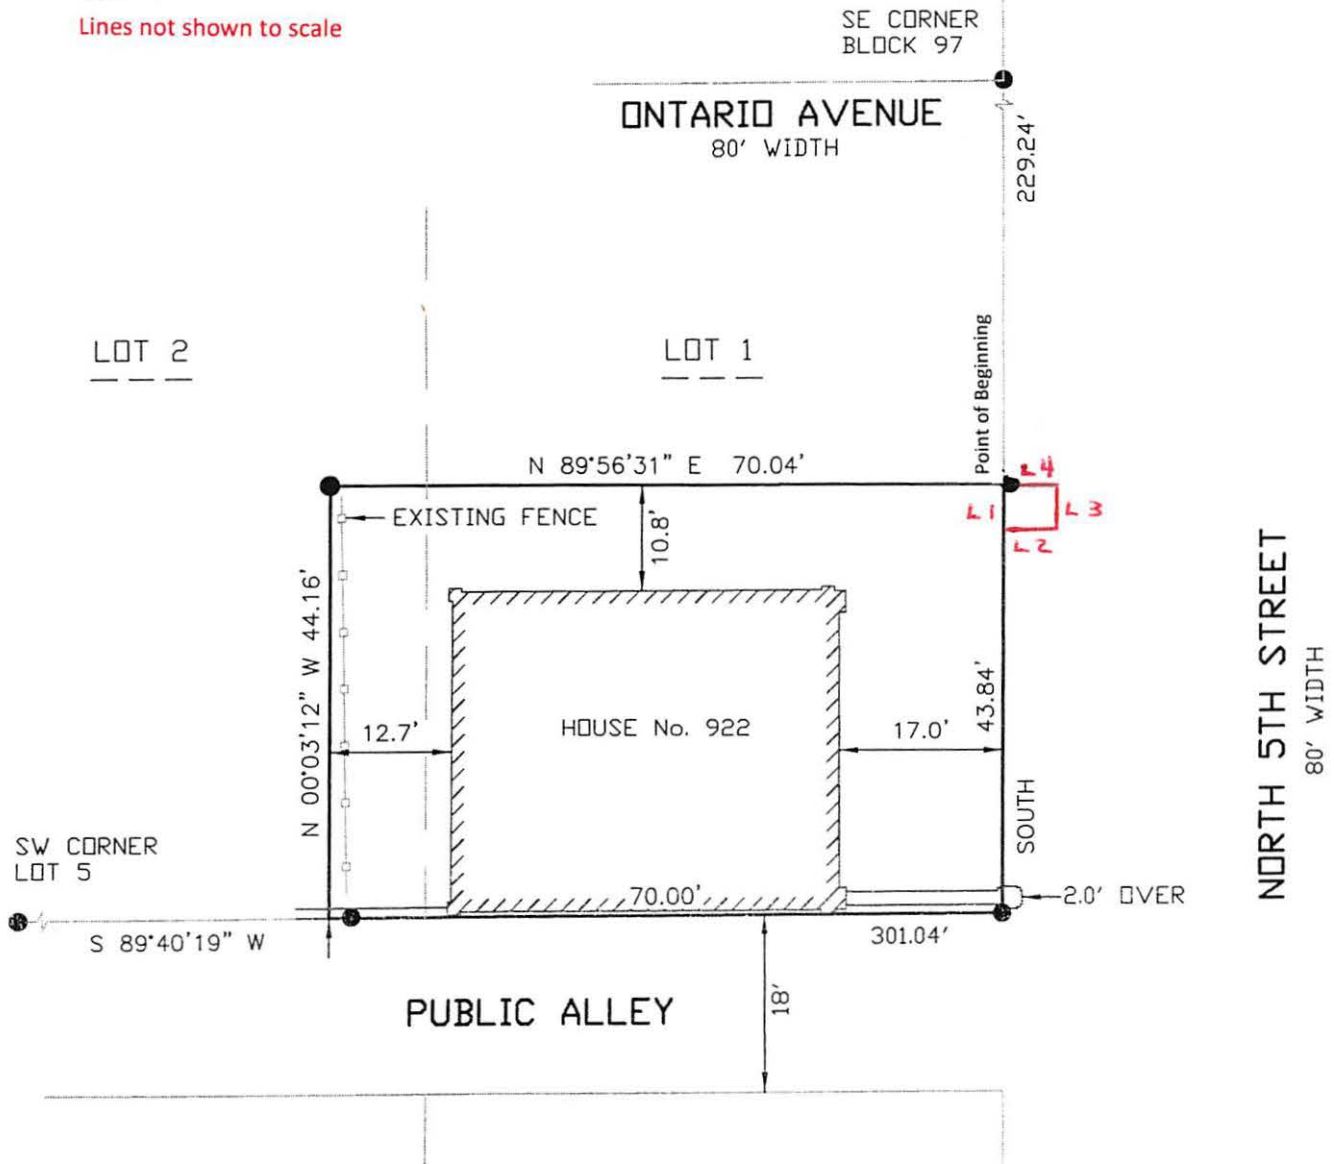 Lines not shown to scale
SE CORNER
BLOCK 97
ONTARIO AVENUE
80' WIDTH
229.24'
LOT 2
LOT 1
Point of Beginning
N 89°56'31" E 70.04'
L4
L1
L3
L2
EXISTING FENCE
10.8'
N 00°03'12" W 44.16'
12.7'
HOUSE No. 922
17.0'
43.84'
SOUTH
NORTH 5TH STREET
80' WIDTH
SW CORNER
LOT 5
70.00'
2.0' OVER
S 89°40'19" W
301.04'
PUBLIC ALLEY
18'